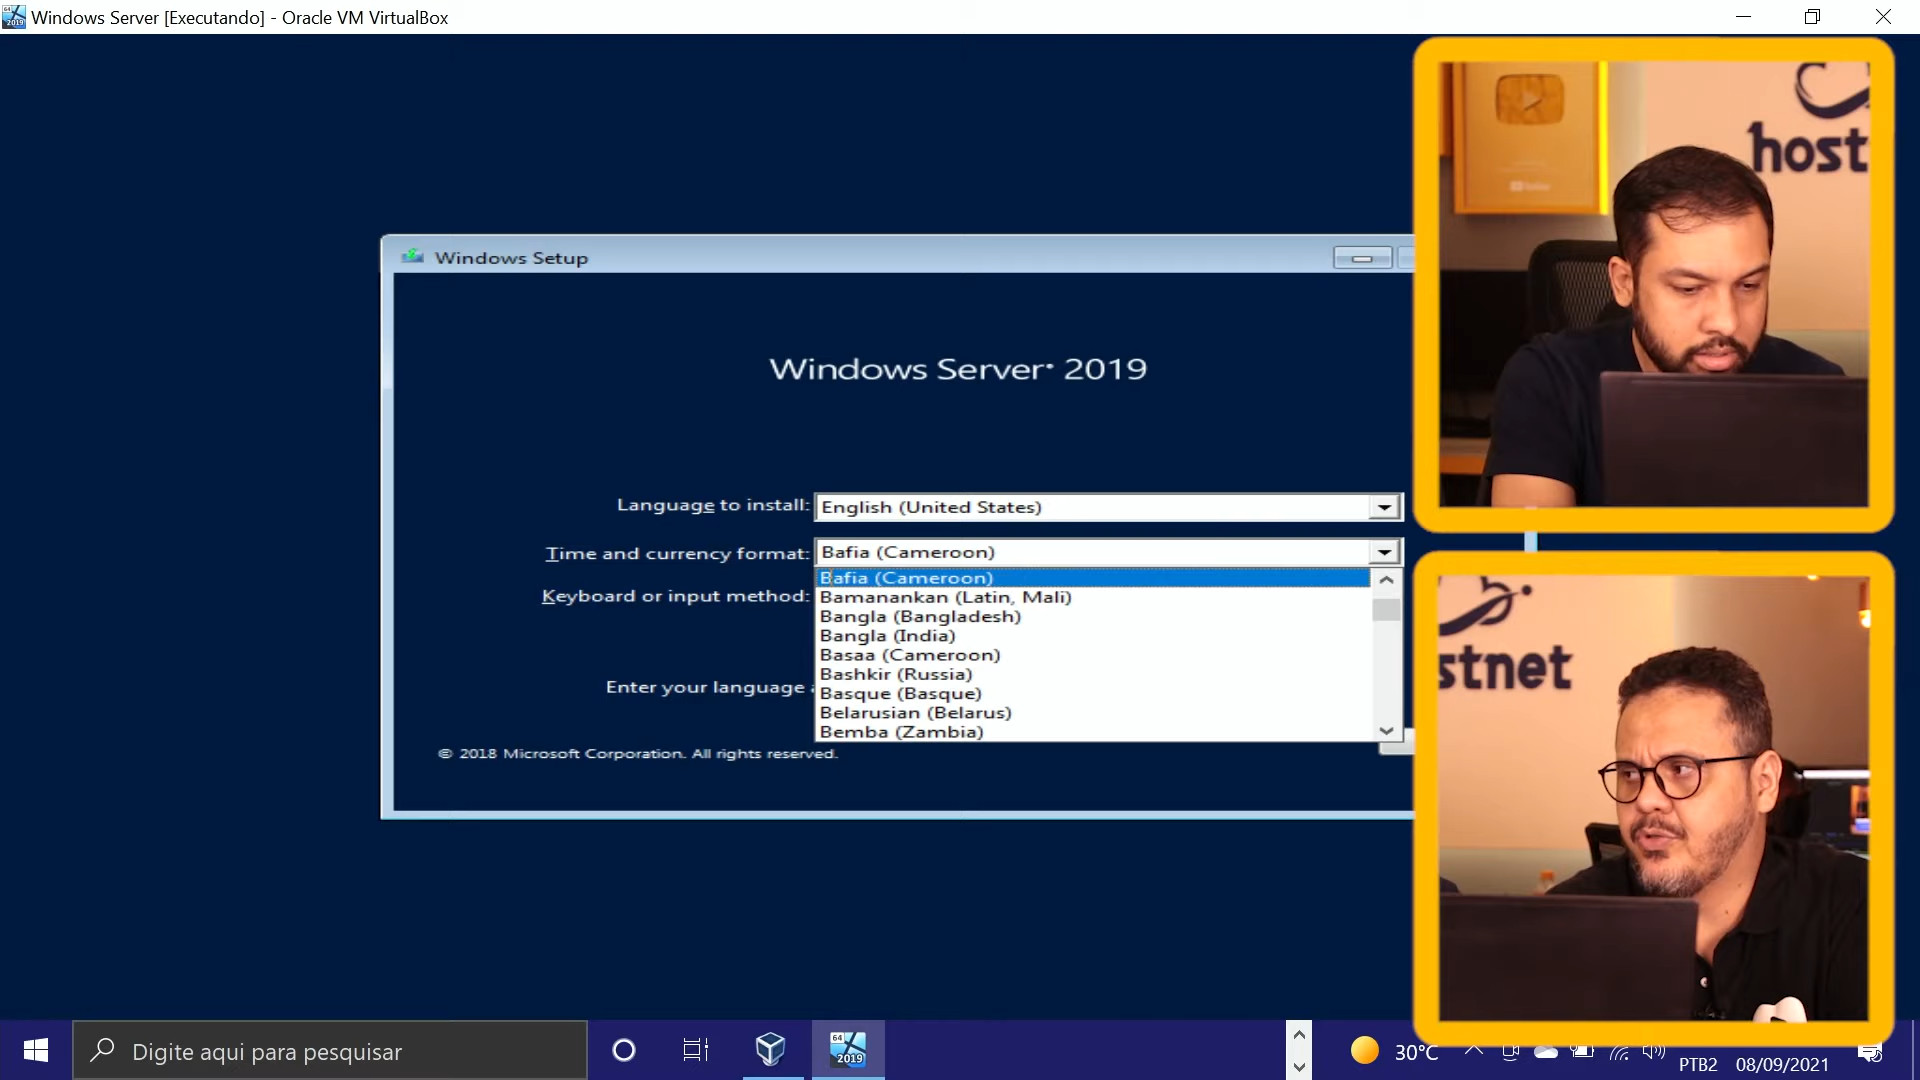 Windows Server [Executando] - Oracle VM VirtualBox
host
Windows Setup
Windows Server 2019
Language to install: English (United States)
Time and currency format: Bafia (Cameroon)
Keyboard or input method:
Bafia (Cameroon)
Bamanankan (Latin, Mali)
Bangla (Bangladesh)
Bangla (India)
Basaa (Cameroon)
Bashkir (Russia)
Basque (Basque)
Belarusian (Belarus)
Bemba (Zambia)
Enter your language
© 2018 Microsoft Corporation. All rights reserved.
stnet
Digite aqui para pesquisar
64
2019
30°C
PTB2 08/09/2021